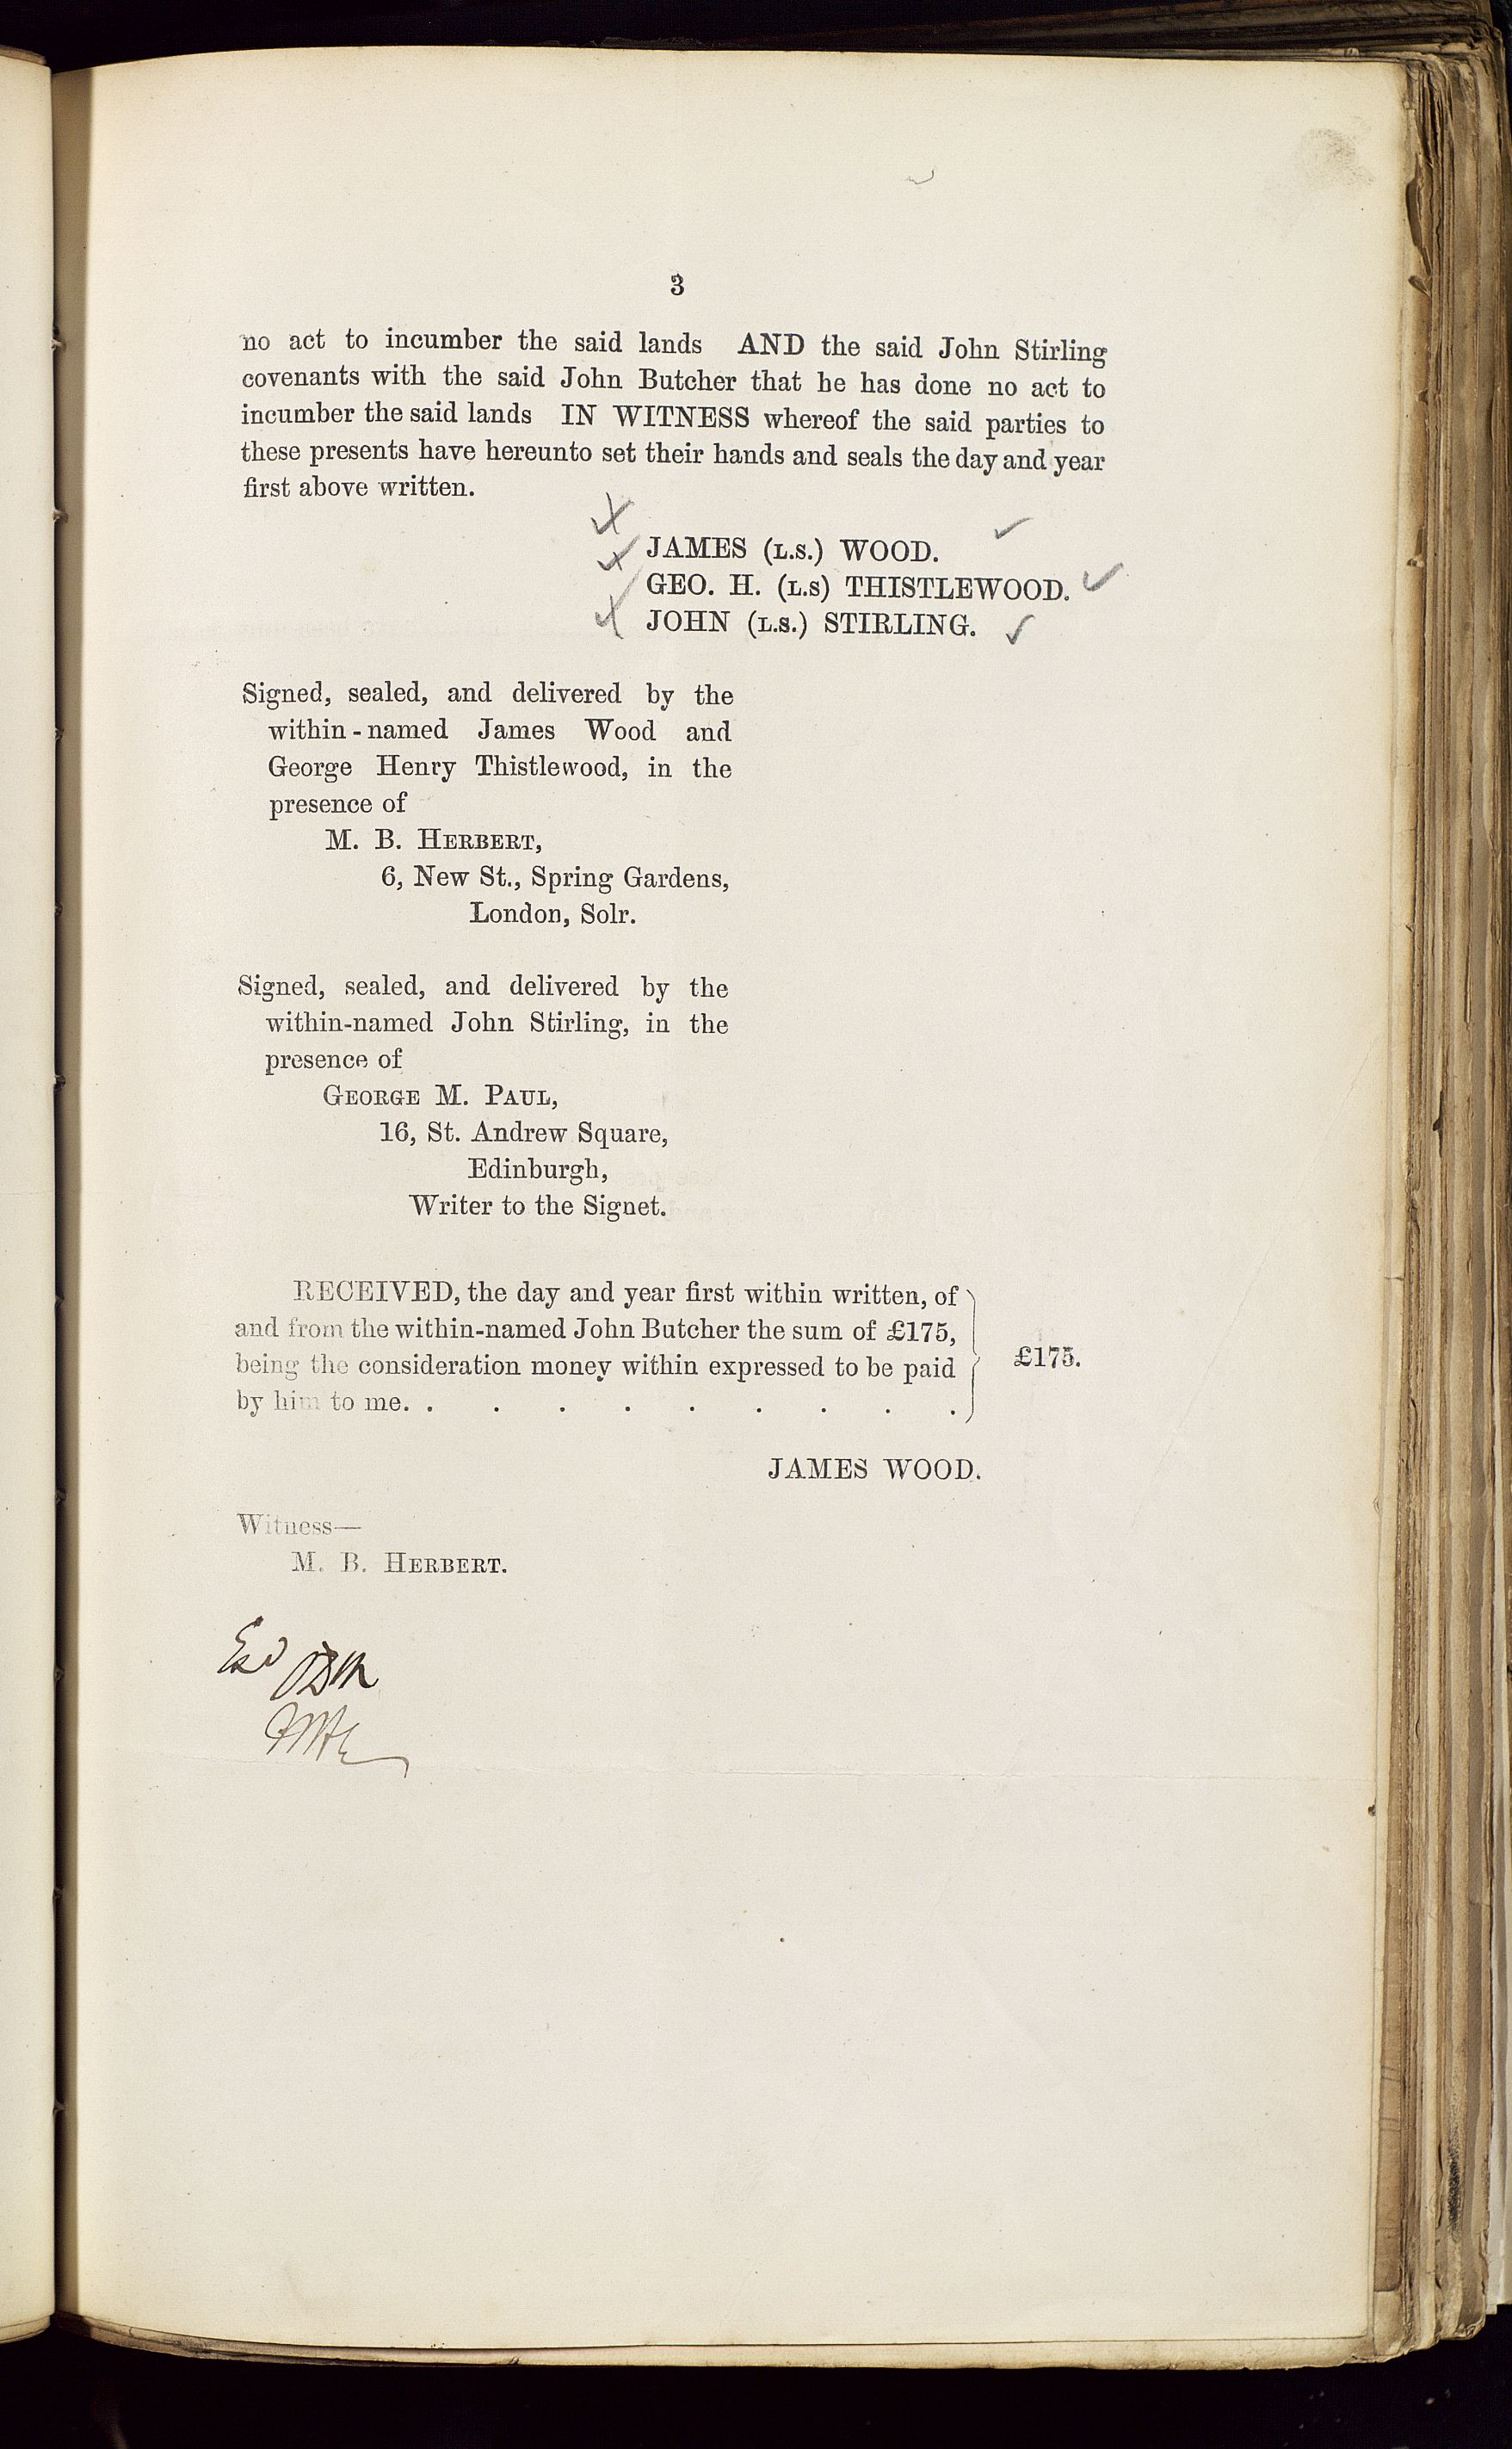 3
no act to incumber the said lands AND the said John Stirling
covenants with the said John Butcher that he has done no act to
incumber the said lands IN WITNESS whereof the said parties to
these presents have hereunto set their hands and seals the day and year
first above written.
JAMES (L.S.) WOOD.
GEO. H. (L.S) THISTLEWOOD.
JOHN (L.S.) STIRLING.
Signed, sealed, and delivered by the
within-named James Wood and
George Henry Thistlewood, in the
presence of
M. B. HERBERT,
6, New St., Spring Gardens,
London, Solr.
Signed, sealed, and delivered by the
within-named John Stirling, in the
presence of
GEORGE M. PAUL,
16, St. Andrew Square,
Edinburgh,
Writer to the Signet.
RECEIVED, the day and year first within written, of
and from the within-named John Butcher the sum of £175,
being the consideration money within expressed to be paid
by him to me. . . . . . . . . .
£175.
JAMES WOOD.
Witness—
M. B. HERBERT.